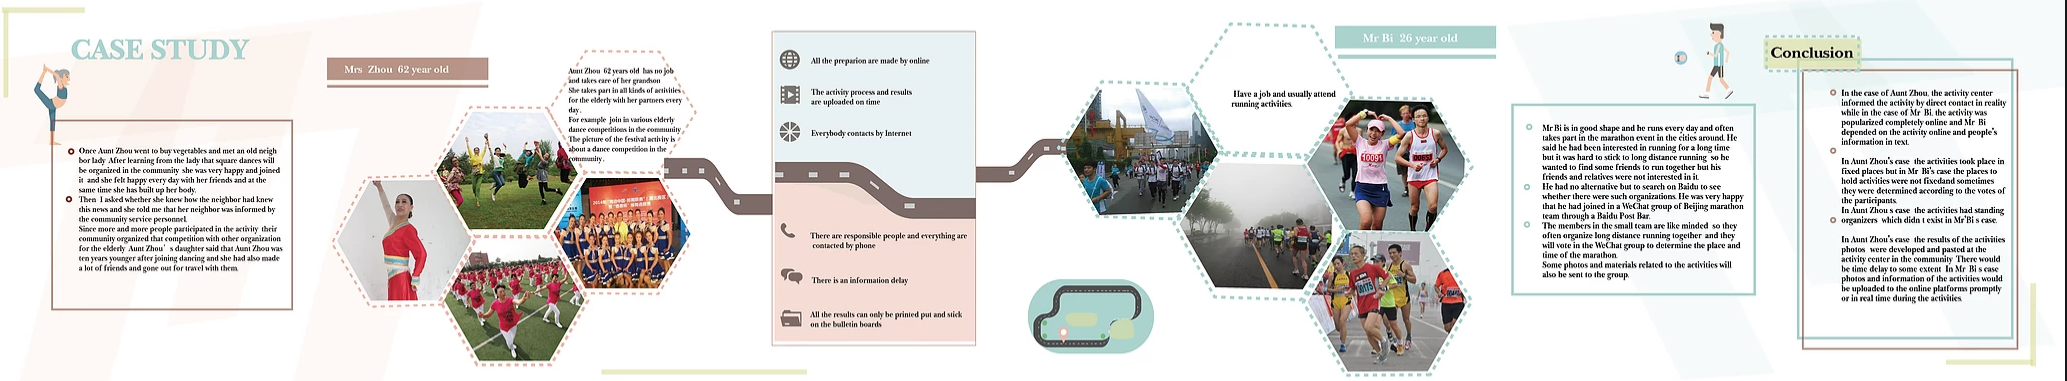 CASE STUDY
Once Aunt Zhou went to buy vegetables and met an old neigh
bor lady After learning from the lady that square dances will
be organized in the community she was very happy and joined
it and she felt happy every day with her friends and at the
same time she has built up her body.
Then I asked whether she knew how the neighbor had knew
this news and she told me that her neighbor was informed by
the community service personnel.
Since more and more people participated in the activity their
community organized that competition with other organization
for the elderly Aunt Zhou's daughter said that Aunt Zhou was
ten years younger after joining dancing and she had also made
a lot of friends and gone out for travel with them.
Mrs Zhou 62 year old
Aunt Zhou 62 years old has no job
and takes care of her grandson
She takes part in all kinds of activities
for the elderly with her partners every
day.
For example join in various elderly
dance competitions in the community
The picture of the festival activity is
about a dance competition in the
community.
All the preparion are made by online
The activity process and results
are uploaded on time
Everybody contacts by Internet
There are responsible people and everything are
contacted by phone
There is an information delay
All the results can only be printed put and stick
on the bulletin boards
Mr Bi 26 year old
Have a job and usually attend
running activities.
10091
Mr Bi is in good shape and he runs every day and often
takes part in the marathon event in the cities around. He
said he had been interested in running for a long time
but it was hard to stick to long distance running so he
wanted to find some friends to run together but his
friends and relatives were not interested in it.
He had no alternative but to search on Baidu to see
whether there were such organizations. He was very happy
that he had joined in a WeChat group of Beijing marathon
team through a Baidu Post Bar.
The members in the small team are like minded so they
often organize long distance running together and they
will vote in the WeChat group to determine the place and
time of the marathon.
Some photos and materials related to the activities will
also be sent to the group.
Conclusion
In the case of Aunt Zhou, the activity center
informed the activity by direct contact in reality
while in the case of Mr Bi, the activity was
popularized completely online and Mr Bi
depended on the activity online and people's
information in text.
In Aunt Zhou's case the activities took place in
fixed places but in Mr Bi's case the places to
hold activities were not fixedand sometimes
they were determined according to the votes of
the participants.
In Aunt Zhou s case the activities had standing
organizers which didn t exist in Mr'Bi s case.
In Aunt Zhou's case the results of the activities
photos were developed and pasted at the
activity center in the community There would
be time delay to some extent In Mr Bi s case
photos and information of the activities would
be uploaded to the online platforms promptly
or in real time during the activities.